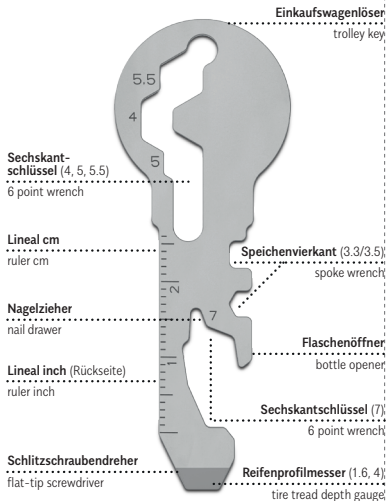 Einkaufswagenlöser
trolley key
5.5
4
5
Sechskant-
schlüssel (4, 5, 5.5)
6 point wrench
Lineal cm
ruler cm
Speichenvierkant (3.3/3.5)
spoke wrench
2
Nagelzieher
nail drawer
7
Flaschenöffner
bottle opener
1
Lineal inch (Rückseite)
ruler inch
Sechskantschlüssel (7)
6 point wrench
Schlitzschraubendreher
flat-tip screwdriver
Reifenprofilmesser (1.6, 4)
tire tread depth gauge